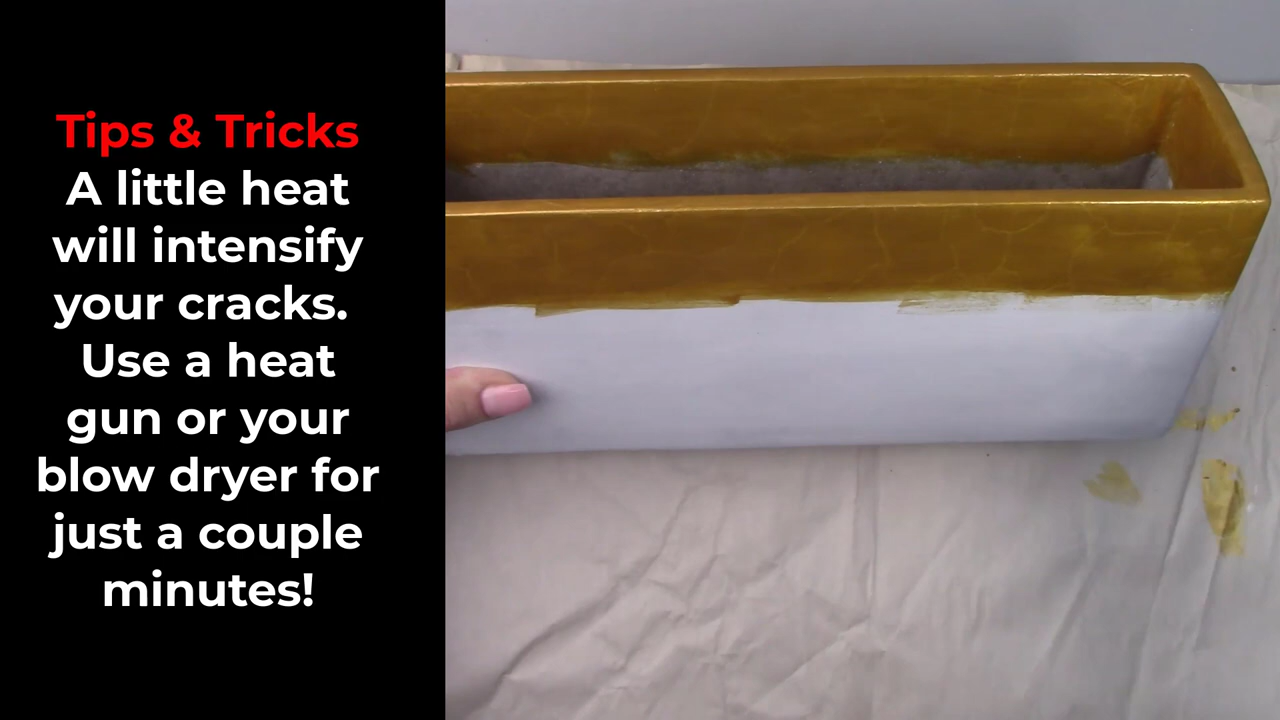 Tips & Tricks
A little heat
will intensify
your cracks.
Use a heat
gun or your
blow dryer for
just a couple
minutes!